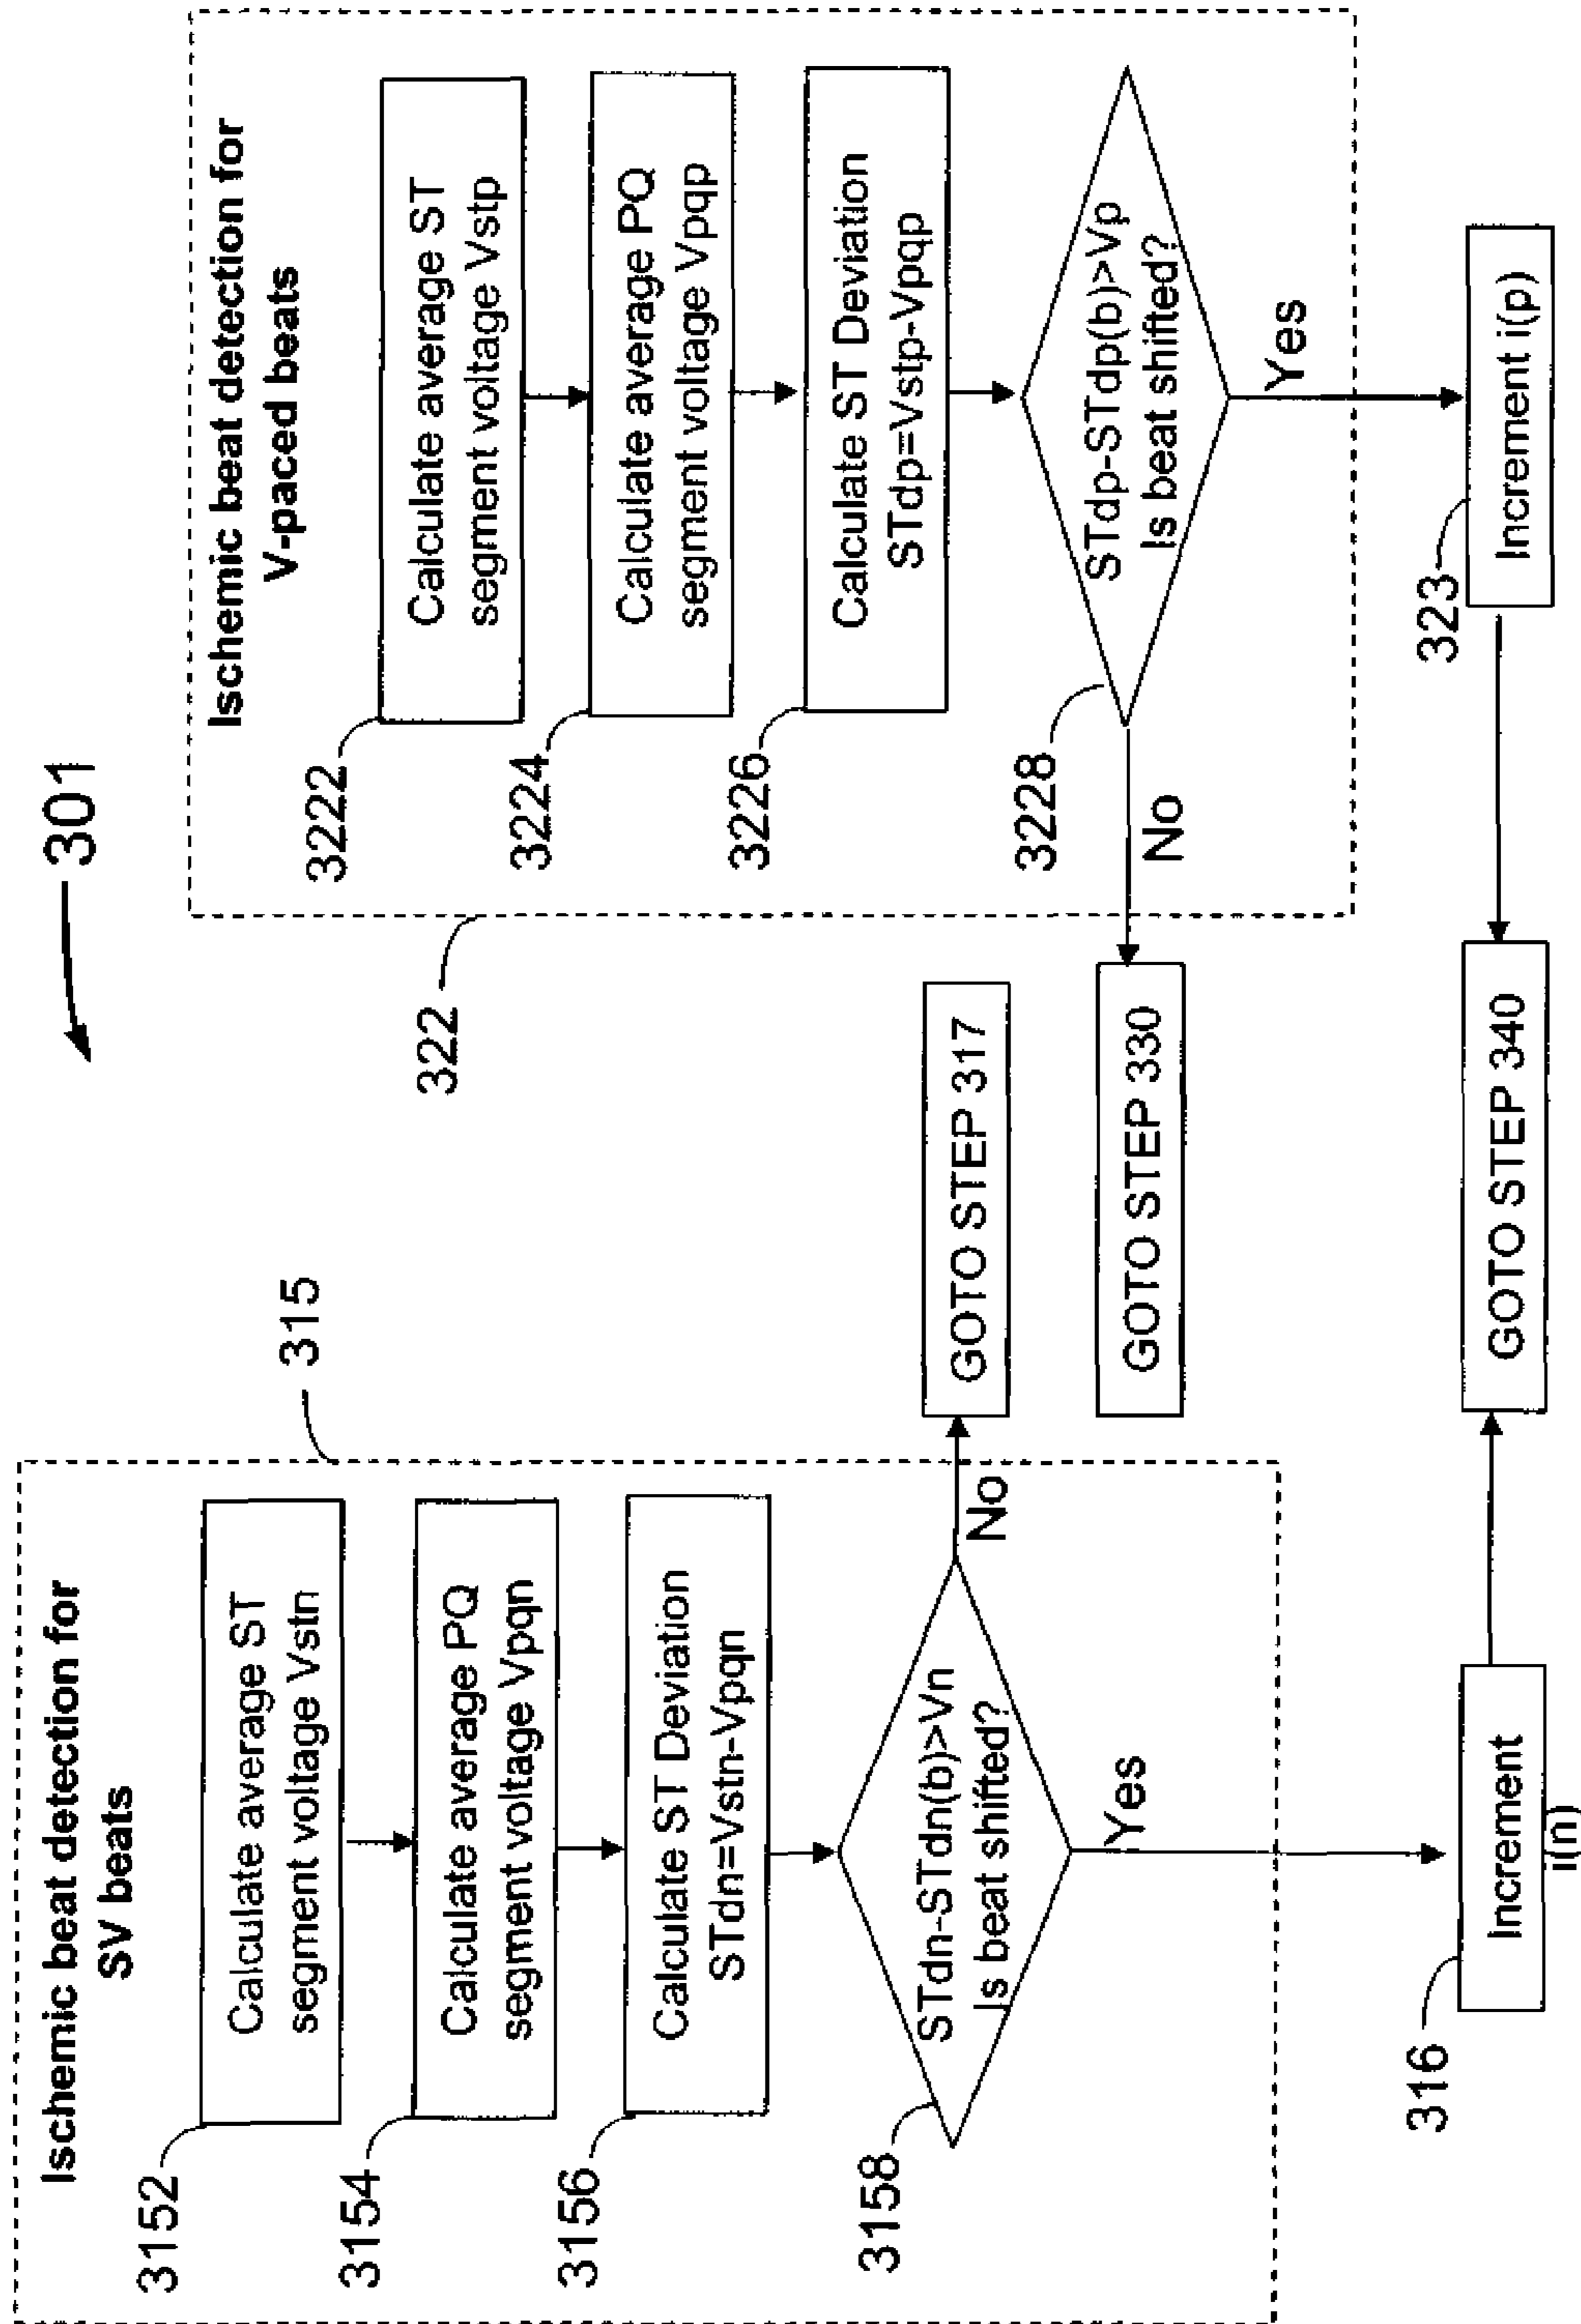 301
Ischemic beat detection for
SV beats
315
3152
Calculate average ST
segment voltage Vstn
3154
Calculate average PQ
segment voltage Vpqn
3156
Calculate ST Deviation
STdn=Vstn-Vpqn
3158
STdn-STdn(b)>Vn
Is beat shifted?
No
GOTO STEP 317
Yes
316
Increment
i(n)
Ischemic beat detection for
V-paced beats
322
3222
Calculate average ST
segment voltage Vstp
3224
Calculate average PQ
segment voltage Vpqp
3226
Calculate ST Deviation
STdp=Vstp-Vpqp
3228
STdp-STdp(b)>Vp
Is beat shifted?
No
GOTO STEP 330
Yes
323
Increment i(p)
GOTO STEP 340